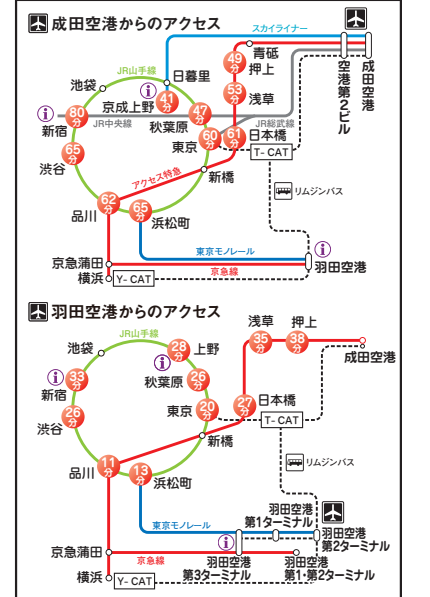 成田空港からのアクセス
スカイライナー
青砥
JR山手線
日暮里
49分
押上
池袋
空港第2ビル
成田空港
京成上野
41分
53分
浅草
i
80分
新宿
JR中央線
秋葉原
47分
JR総武線
65分
渋谷
東京
60分
61分
日本橋
T-CAT
アクセス特急
新橋
リムジンバス
62分
品川
65分
浜松町
東京モノレール
i
京急蒲田
京急線
羽田空港
横浜
Y-CAT
羽田空港からのアクセス
JR山手線
浅草
押上
池袋
28分
上野
35分
38分
成田空港
i
i
33分
新宿
秋葉原
26分
26分
渋谷
東京
20分
27分
日本橋
T-CAT
新橋
リムジンバス
11分
品川
13分
浜松町
東京モノレール
羽田空港
第1ターミナル
羽田空港
第2ターミナル
i
京急蒲田
京急線
羽田空港
第3ターミナル
羽田空港
第1・第2ターミナル
横浜
Y-CAT